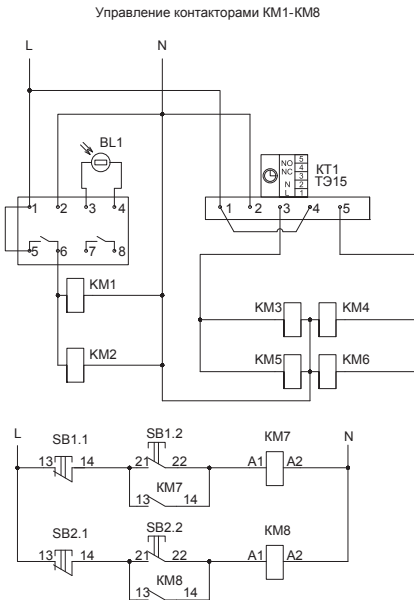 Управление контакторами КМ1-КМ8
L N
BL1
NO 5
NC 4
3
N 2
L 1
КТ1
ТЭ15
1 2 3 4
5 6 7 8
1 2 3 4 5
КМ1
КМ2
КМ3 КМ4
КМ5 КМ6
L N
SB1.1 SB1.2 КМ7
13 14 21 22 А1 А2
КМ7
13 14
SB2.1 SB2.2 КМ8
13 14 21 22 А1 А2
КМ8
13 14